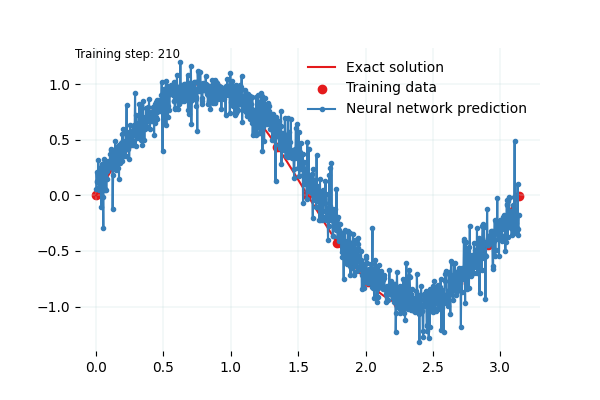 Training step: 210
Exact solution
Training data
Neural network prediction
1.0
0.5
0.0
−0.5
−1.0
0.0 0.5 1.0 1.5 2.0 2.5 3.0